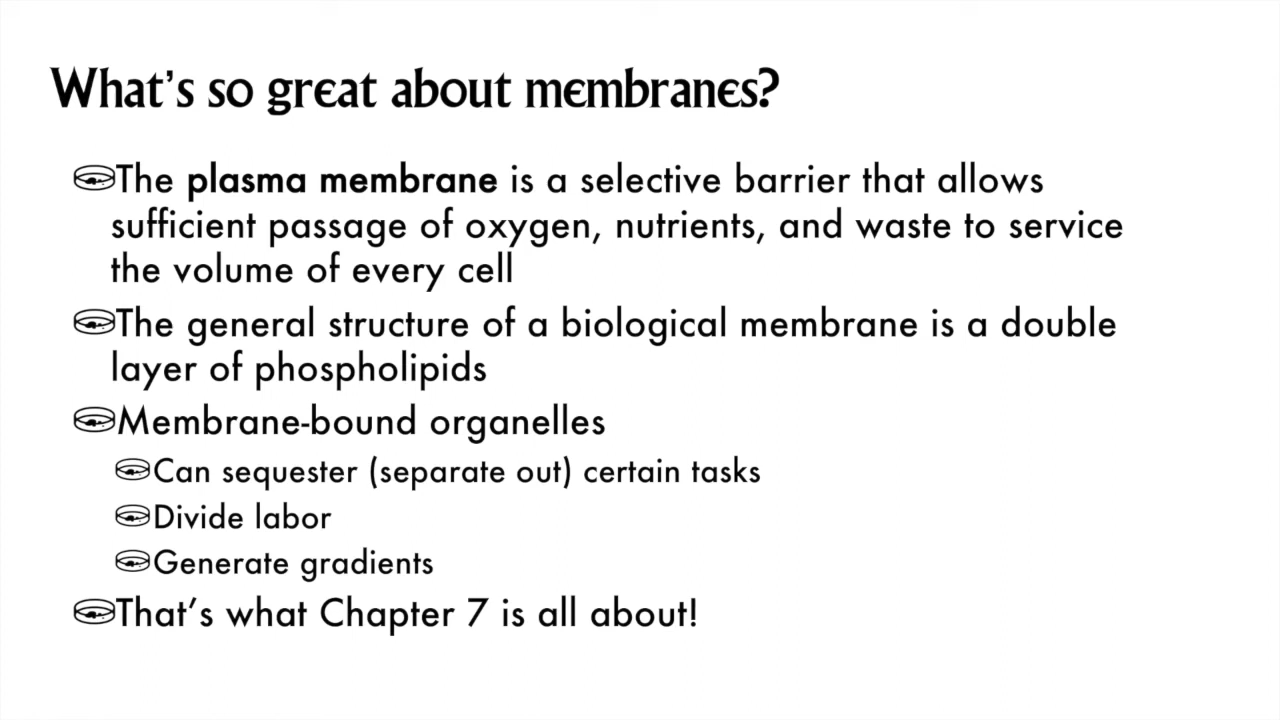 What's so great about membranes?
The plasma membrane is a selective barrier that allows
sufficient passage of oxygen, nutrients, and waste to service
the volume of every cell
The general structure of a biological membrane is a double
layer of phospholipids
Membrane-bound organelles
Can sequester (separate out) certain tasks
Divide labor
Generate gradients
That's what Chapter 7 is all about!